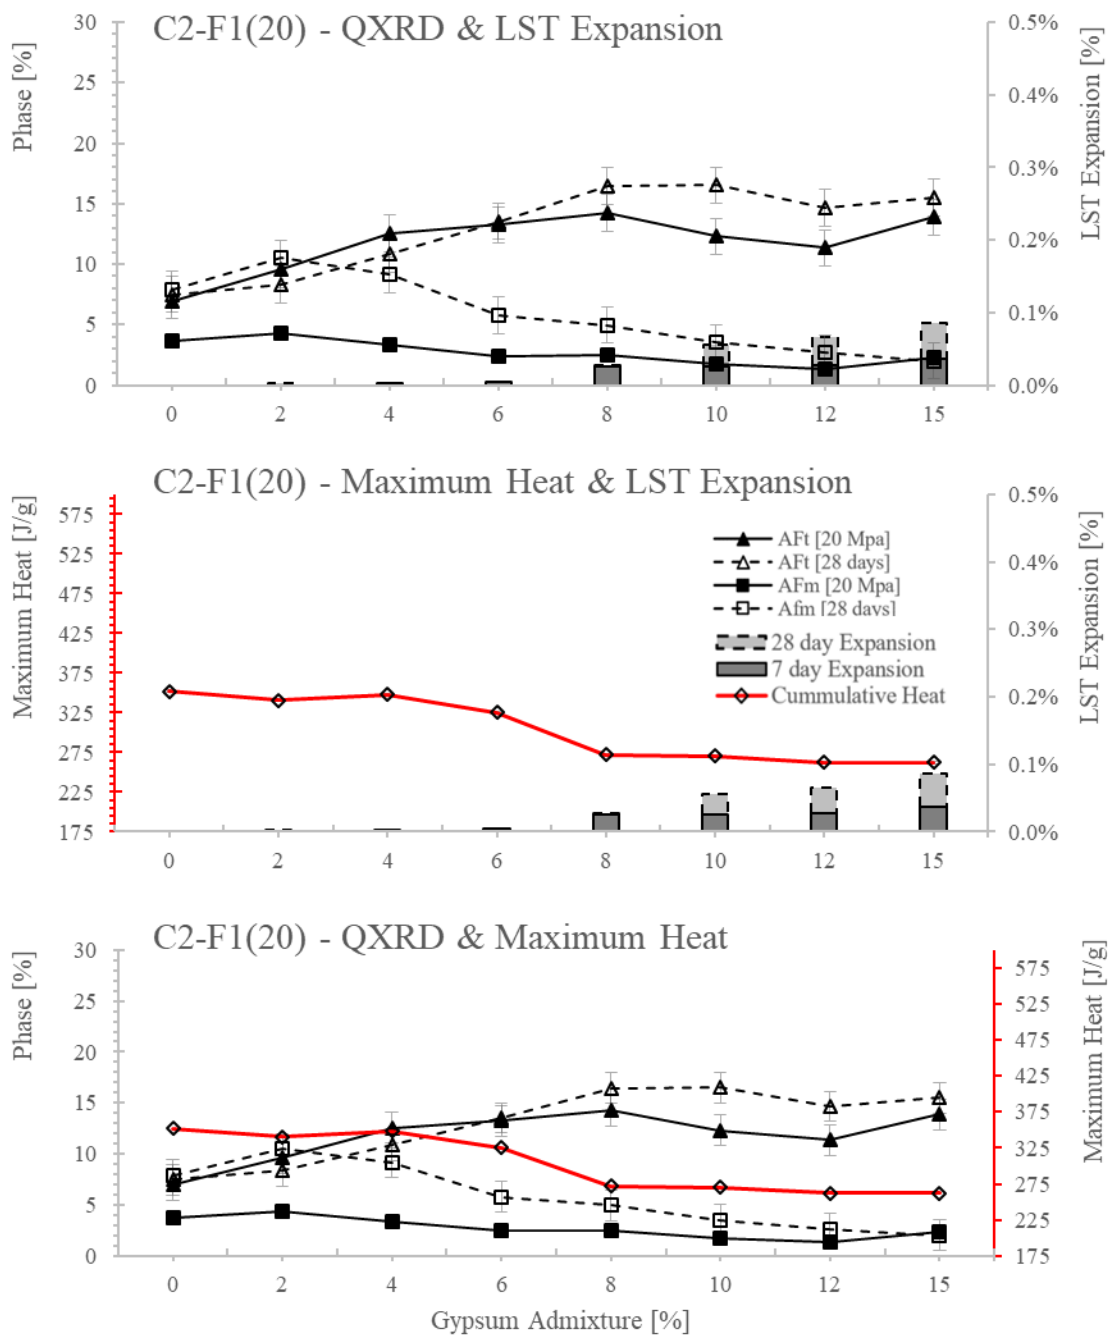 C2-F1(20) - QXRD & LST Expansion
Phase [%]
30
25
20
15
10
5
0
0.5%
0.4%
0.3%
0.2%
0.1%
0.0%
LST Expansion [%]
0 2 4 6 8 10 12 15
C2-F1(20) - Maximum Heat & LST Expansion
Maximum Heat [J/g]
575
525
475
425
375
325
275
225
175
AFt [20 Mpa]
AFt [28 days]
AFm [20 Mpa]
Afm [28 days]
28 day Expansion
7 day Expansion
Cummulative Heat
0.5%
0.4%
0.3%
0.2%
0.1%
0.0%
LST Expansion [%]
0 2 4 6 8 10 12 15
C2-F1(20) - QXRD & Maximum Heat
Phase [%]
30
25
20
15
10
5
0
575
525
475
425
375
325
275
225
175
Maximum Heat [J/g]
0 2 4 6 8 10 12 15
Gypsum Admixture [%]